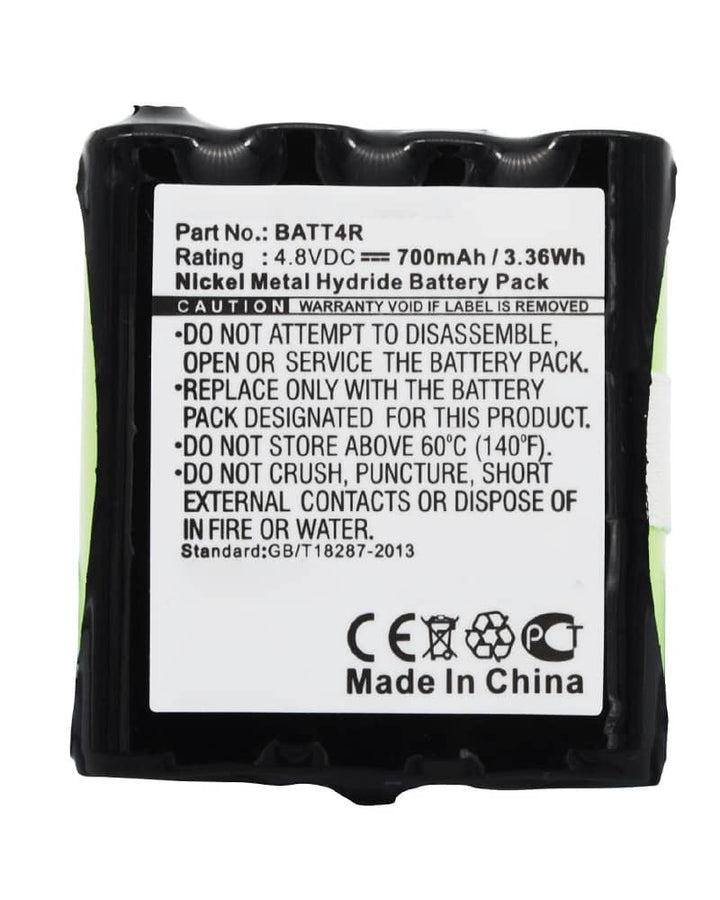 Part No.: BATT4R
Rating : 4.8VDC 700mAh / 3.36Wh
Nickel Metal Hydride Battery Pack
CAUTION WARRANTY VOID IF LABEL IS REMOVED
•DO NOT ATTEMPT TO DISASSEMBLE,
OPEN OR SERVICE THE BATTERY PACK.
•REPLACE ONLY WITH THE BATTERY
PACK DESIGNATED FOR THIS PRODUCT.
•DO NOT STORE ABOVE 60°C (140°F).
•DO NOT CRUSH, PUNCTURE, SHORT
EXTERNAL CONTACTS OR DISPOSE OF
IN FIRE OR WATER.
Standard:GB/T18287-2013
CE PCT
Made In China